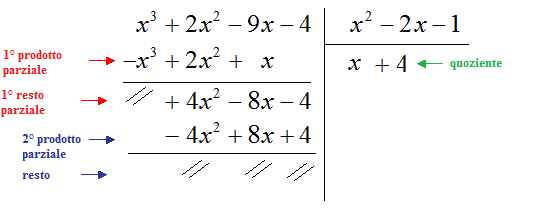 x³ + 2x² − 9x − 4 x² − 2x − 1
1° prodotto parziale −x³ + 2x² + x x + 4 quoziente
1° resto parziale // + 4x² − 8x − 4
2° prodotto parziale − 4x² + 8x + 4
resto // // //